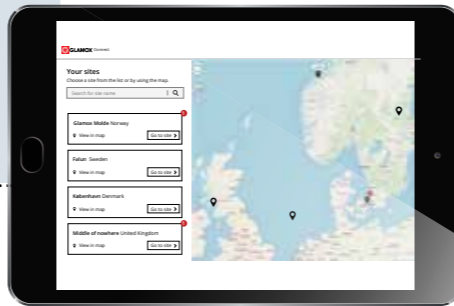 GLAMOX Connect
Your sites
Choose a site from the list or by using the map.
Search for site name
Glamox Molde Norway
View in map
Go to site
Falun Sweden
View in map
Go to site
København Denmark
View in map
Go to site
Middle of nowhere United Kingdom
View in map
Go to site